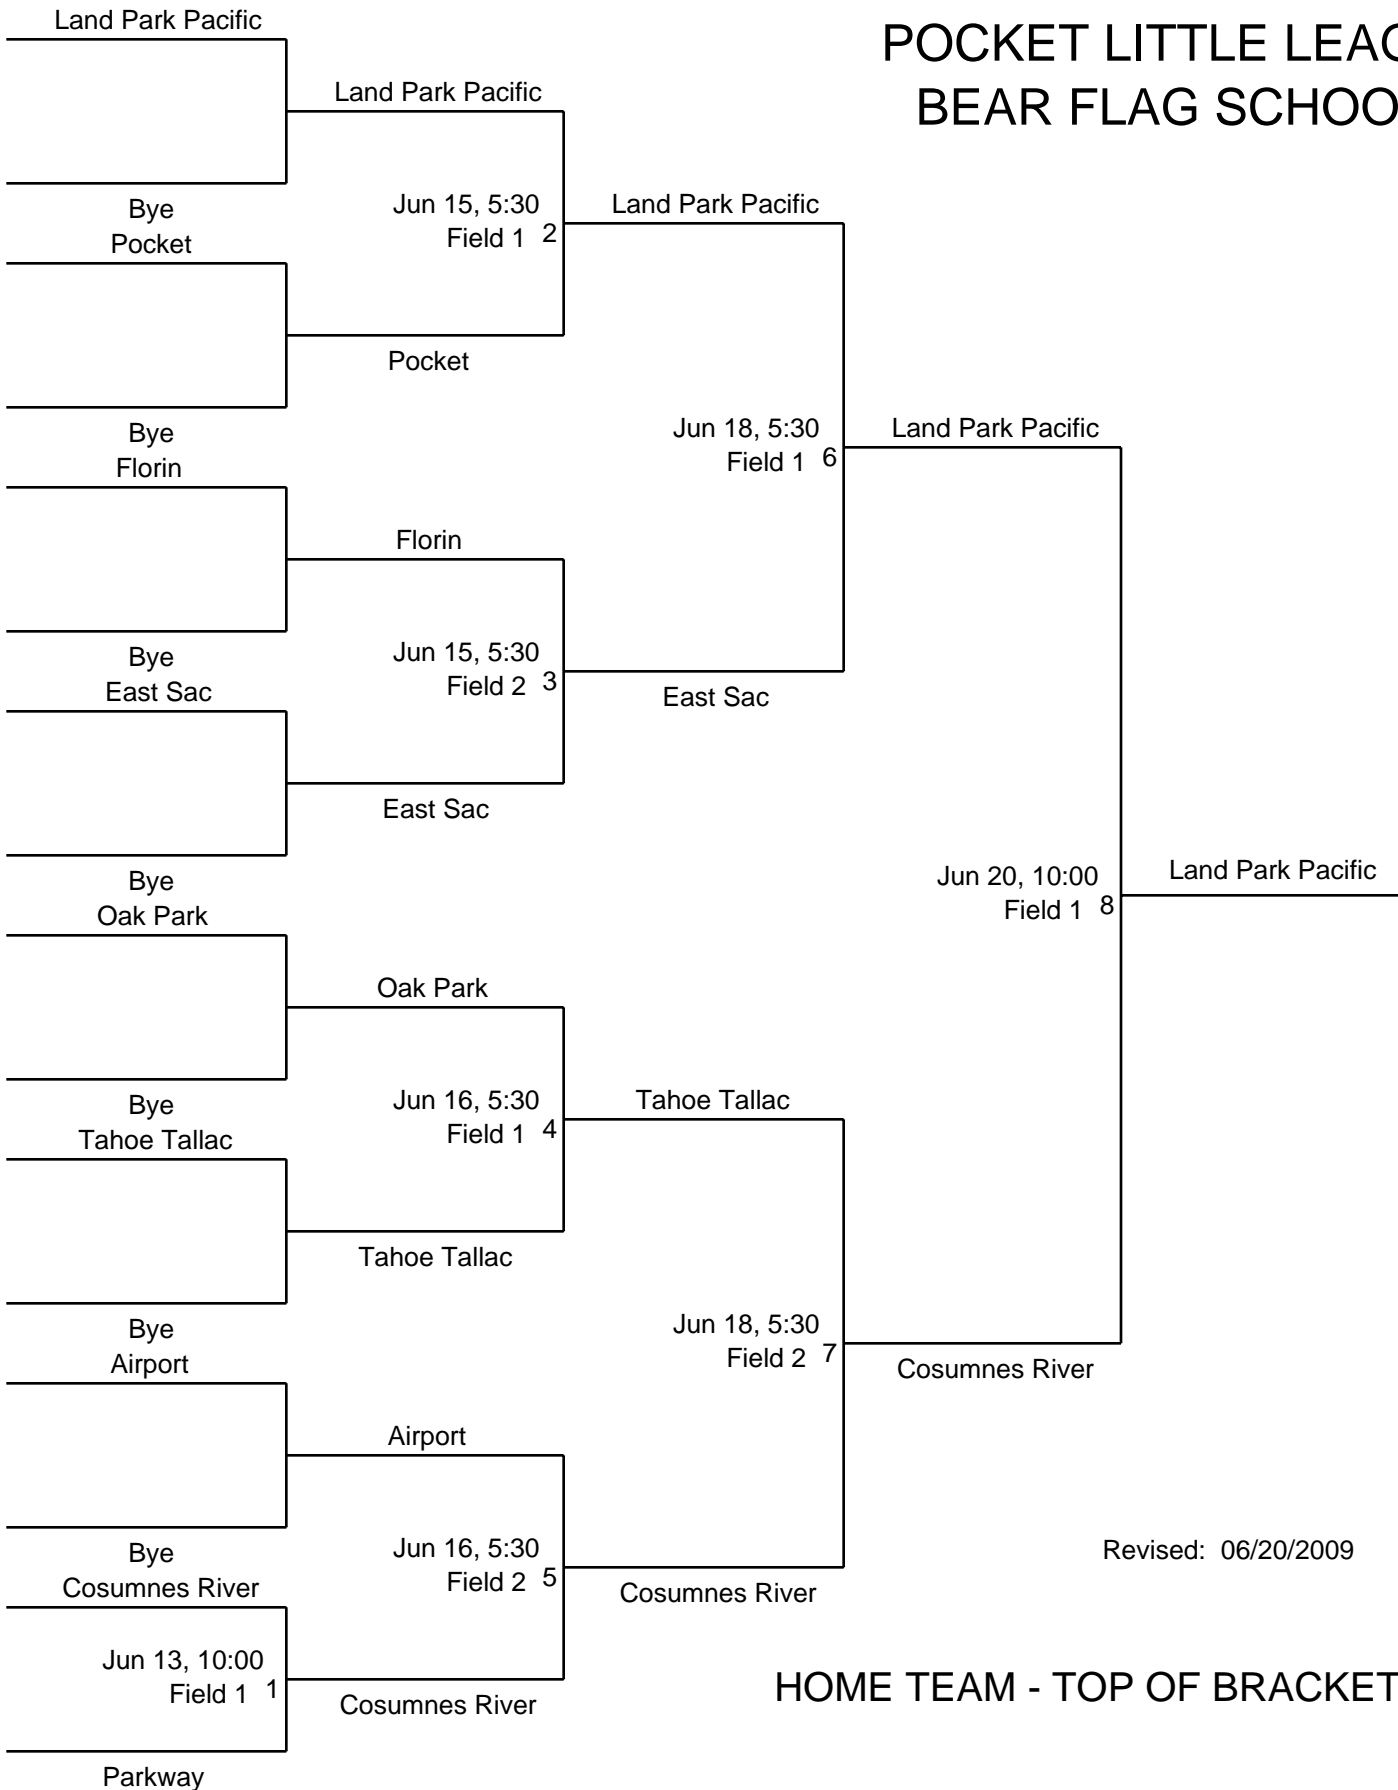 Land Park Pacific
POCKET LITTLE LEAG
BEAR FLAG SCHOO
Land Park Pacific
Bye
Pocket
Jun 15, 5:30
Field 1 2
Land Park Pacific
Pocket
Bye
Florin
Jun 18, 5:30
Field 1 6
Land Park Pacific
Florin
Bye
East Sac
Jun 15, 5:30
Field 2 3
East Sac
East Sac
Bye
Oak Park
Jun 20, 10:00
Field 1 8
Land Park Pacific
Oak Park
Bye
Tahoe Tallac
Jun 16, 5:30
Field 1 4
Tahoe Tallac
Tahoe Tallac
Bye
Airport
Jun 18, 5:30
Field 2 7
Cosumnes River
Airport
Bye
Cosumnes River
Jun 16, 5:30
Field 2 5
Cosumnes River
Revised: 06/20/2009
Jun 13, 10:00
Field 1 1
Cosumnes River
HOME TEAM - TOP OF BRACKET
Parkway